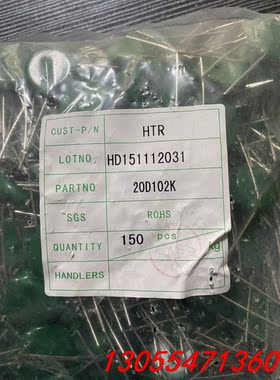 CUST-P/N HTR
LOTNO. HD151112031
PARTNO 20D102K
SGS ROHS
QUANTITY 150 pcs kg
HANDLERS
13055471360